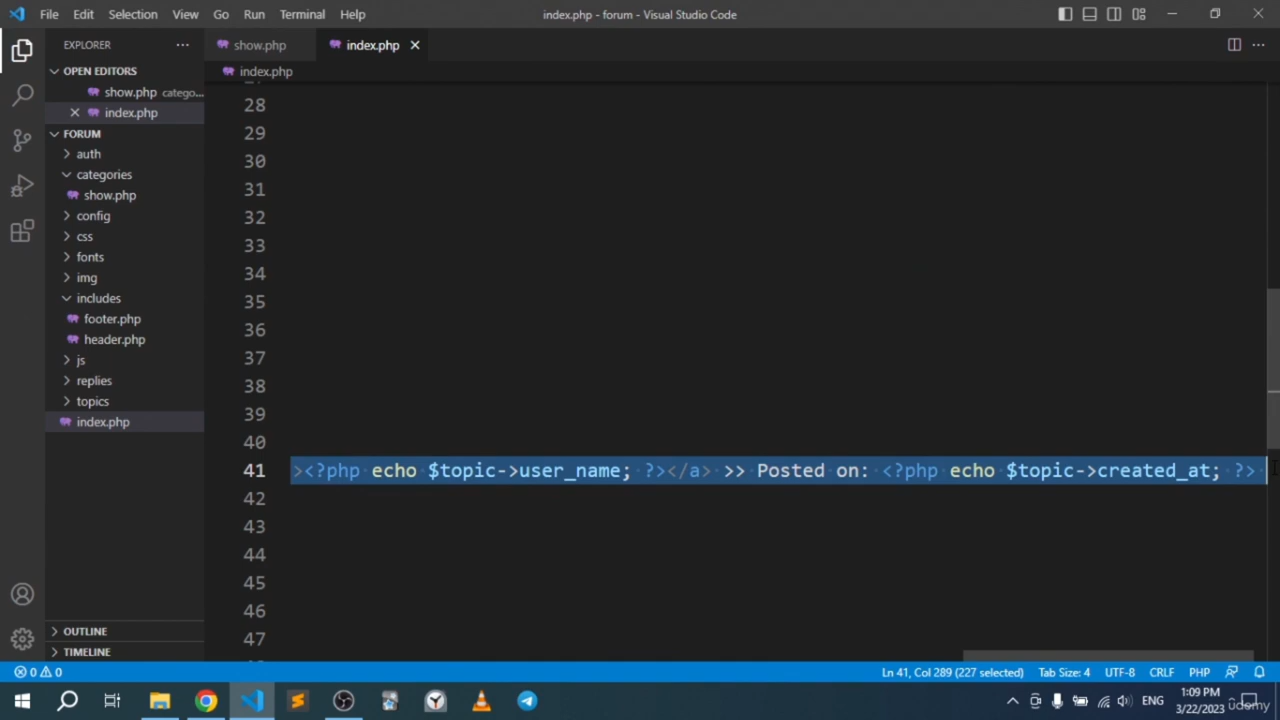 File Edit Selection View Go Run Terminal Help index.php - forum - Visual Studio Code
EXPLORER
show.php
index.php
index.php
OPEN EDITORS
show.php catego...
index.php
FORUM
auth
categories
show.php
config
css
fonts
img
includes
footer.php
header.php
js
replies
topics
index.php
OUTLINE
TIMELINE
28
29
30
31
32
33
34
35
36
37
38
39
40
41 ><?php echo $topic->user_name; ?></a> >> Posted on: <?php echo $topic->created_at; ?>
42
43
44
45
46
47
0 0
Ln 41, Col 289 (227 selected) Tab Size: 4 UTF-8 CRLF PHP
ENG
1:09 PM
3/22/2023
udemy